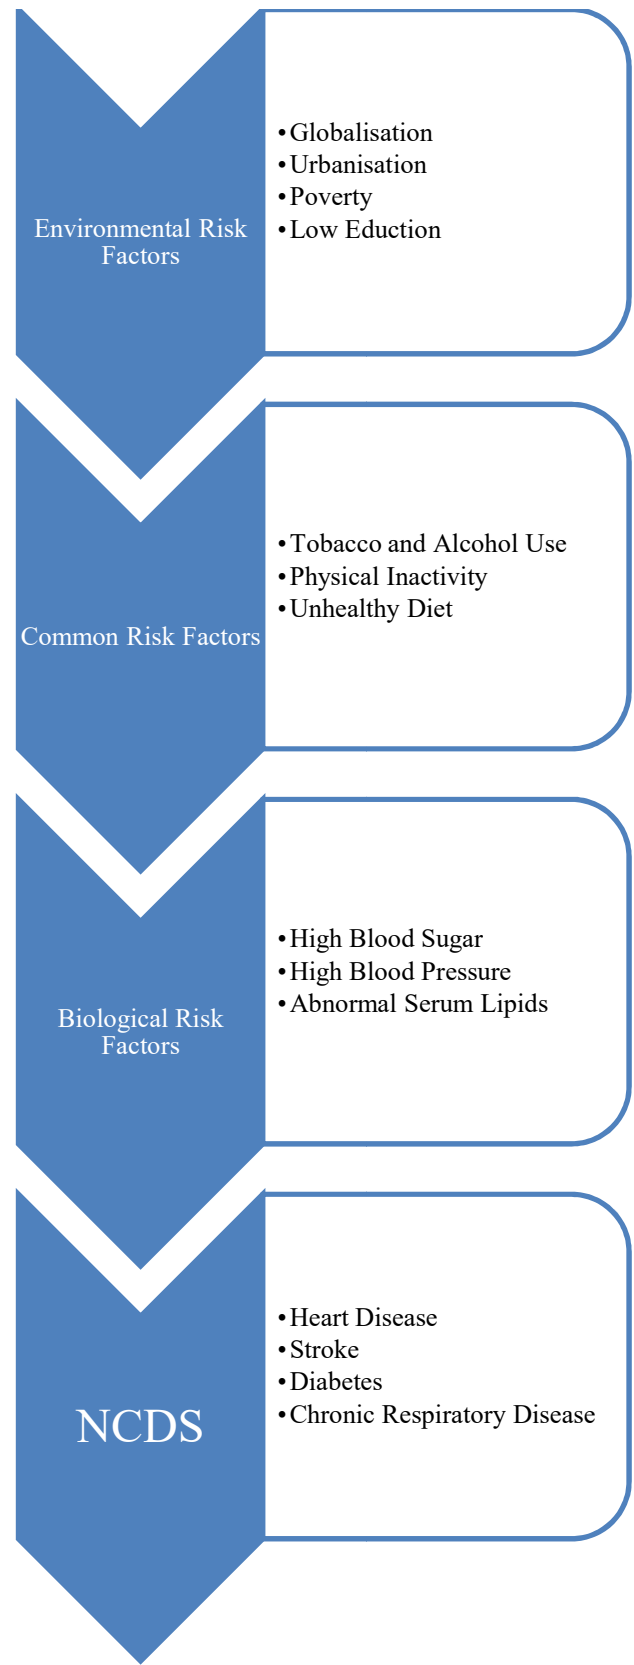 Environmental Risk
Factors
•Globalisation
•Urbanisation
•Poverty
•Low Eduction
Common Risk Factors
•Tobacco and Alcohol Use
•Physical Inactivity
•Unhealthy Diet
Biological Risk
Factors
•High Blood Sugar
•High Blood Pressure
•Abnormal Serum Lipids
NCDS
•Heart Disease
•Stroke
•Diabetes
•Chronic Respiratory Disease